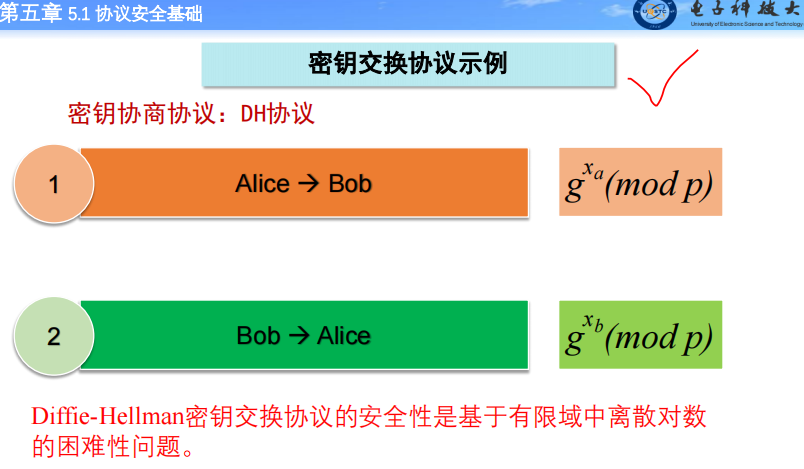 第五章 5.1 协议安全基础
电子科技大
University of Electronic Science and Technology
密钥交换协议示例
密钥协商协议：DH协议
1
Alice → Bob
g^{x_a}(mod p)
2
Bob → Alice
g^{x_b}(mod p)
Diffie-Hellman密钥交换协议的安全性是基于有限域中离散对数
的困难性问题。